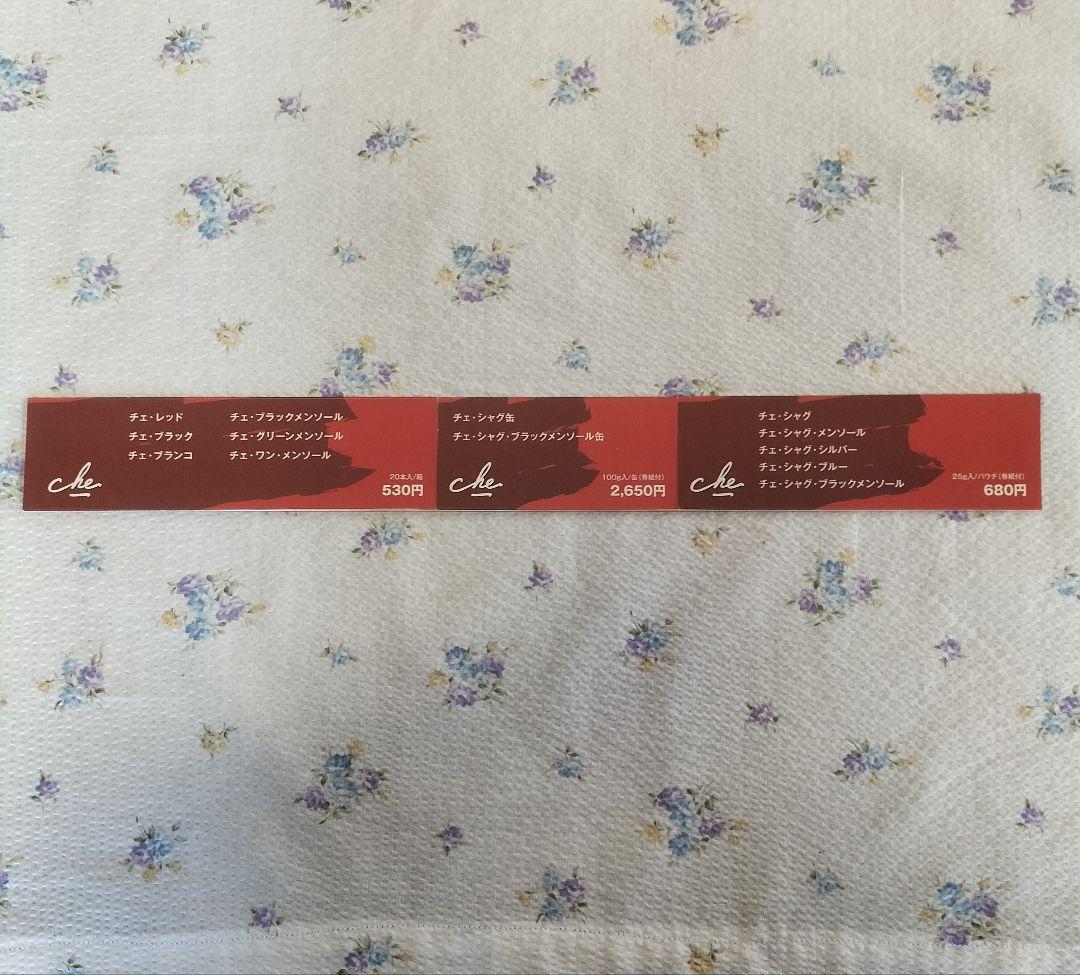 チェ・レッド
チェ・ブラック
チェ・ブランコ
チェ・ブラックメンソール
チェ・グリーンメンソール
チェ・ワン・メンソール
che
20本入/箱
530円
チェ・シャグ缶
チェ・シャグ・ブラックメンソール缶
che
100g入/缶(巻紙付)
2,650円
チェ・シャグ
チェ・シャグ・メンソール
チェ・シャグ・シルバー
チェ・シャグ・ブルー
チェ・シャグ・ブラックメンソール
che
25g入/パウチ(巻紙付)
680円